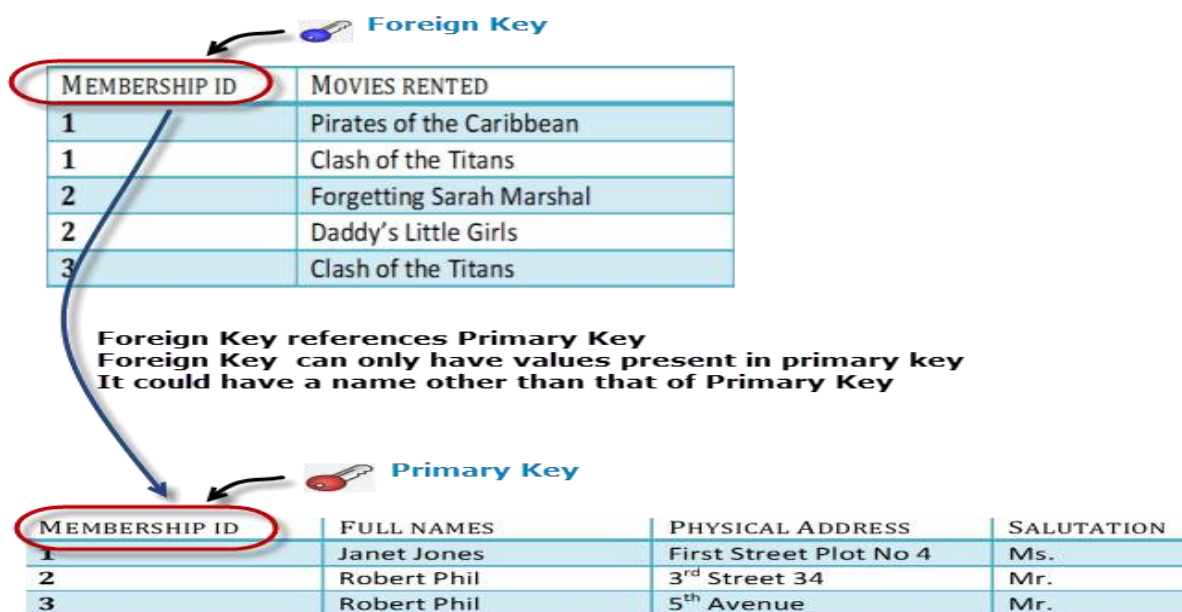 Foreign Key
MEMBERSHIP ID MOVIES RENTED
1 Pirates of the Caribbean
1 Clash of the Titans
2 Forgetting Sarah Marshal
2 Daddy's Little Girls
3 Clash of the Titans
Foreign Key references Primary Key
Foreign Key can only have values present in primary key
It could have a name other than that of Primary Key
Primary Key
MEMBERSHIP ID FULL NAMES PHYSICAL ADDRESS SALUTATION
1 Janet Jones First Street Plot No 4 Ms.
2 Robert Phil 3rd Street 34 Mr.
3 Robert Phil 5th Avenue Mr.